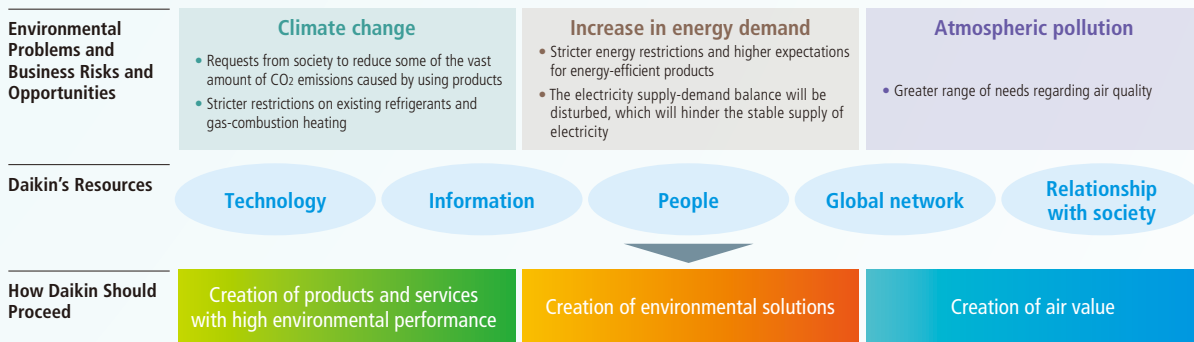 Environmental
Problems and
Business Risks and
Opportunities
Climate change
• Requests from society to reduce some of the vast
amount of CO2 emissions caused by using products
• Stricter restrictions on existing refrigerants and
gas-combustion heating
Increase in energy demand
• Stricter energy restrictions and higher expectations
for energy-efficient products
• The electricity supply-demand balance will be
disturbed, which will hinder the stable supply of
electricity
Atmospheric pollution
• Greater range of needs regarding air quality
Daikin's Resources
Technology
Information
People
Global network
Relationship
with society
How Daikin Should
Proceed
Creation of products and services
with high environmental performance
Creation of environmental solutions
Creation of air value